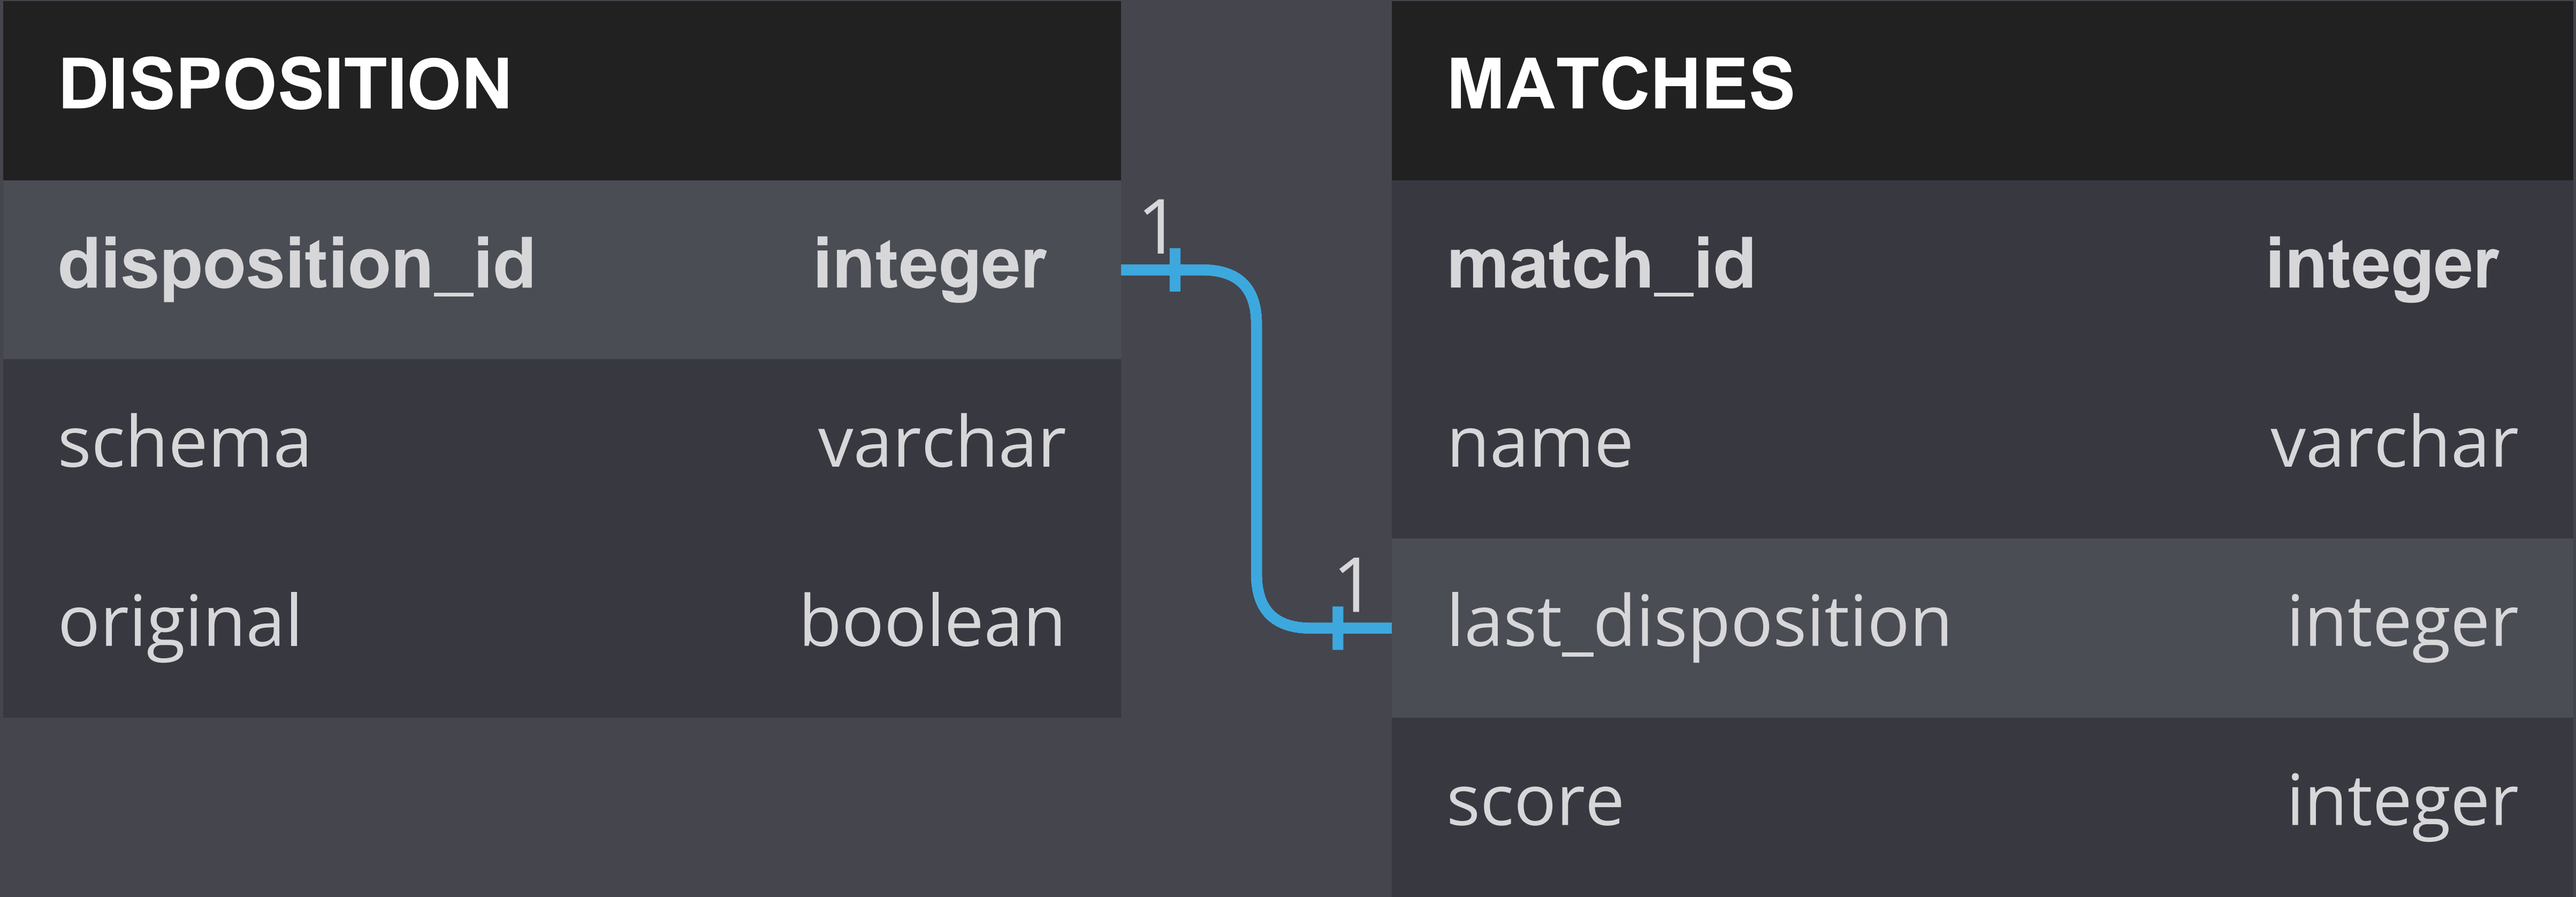 DISPOSITION
disposition_id integer
schema varchar
original boolean
1
1
MATCHES
match_id integer
name varchar
last_disposition integer
score integer